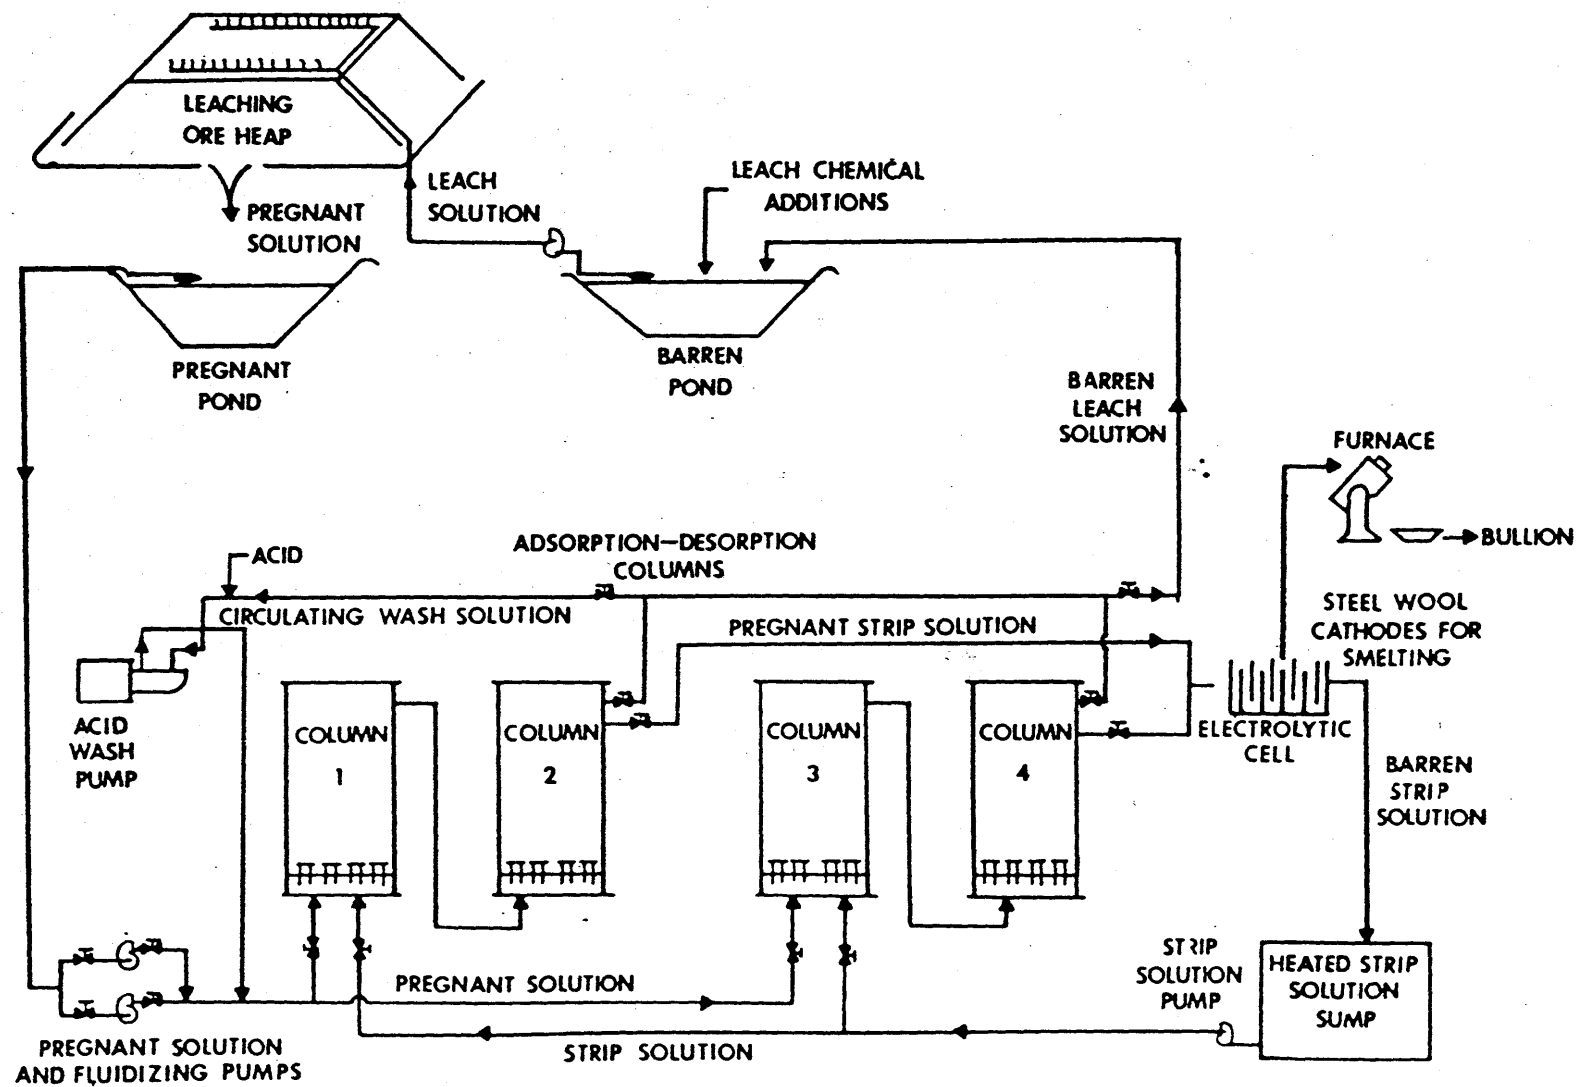 LEACHING
ORE HEAP
PREGNANT
SOLUTION
LEACH
SOLUTION
LEACH CHEMICAL
ADDITIONS
PREGNANT
POND
BARREN
POND
BARREN
LEACH
SOLUTION
FURNACE
BULLION
ACID
ADSORPTION-DESORPTION
COLUMNS
CIRCULATING WASH SOLUTION
PREGNANT STRIP SOLUTION
STEEL WOOL
CATHODES FOR
SMELTING
ACID
WASH
PUMP
COLUMN
1
COLUMN
2
COLUMN
3
COLUMN
4
ELECTROLYTIC
CELL
BARREN
STRIP
SOLUTION
PREGNANT SOLUTION
STRIP
SOLUTION
PUMP
HEATED STRIP
SOLUTION
SUMP
STRIP SOLUTION
PREGNANT SOLUTION
AND FLUIDIZING PUMPS